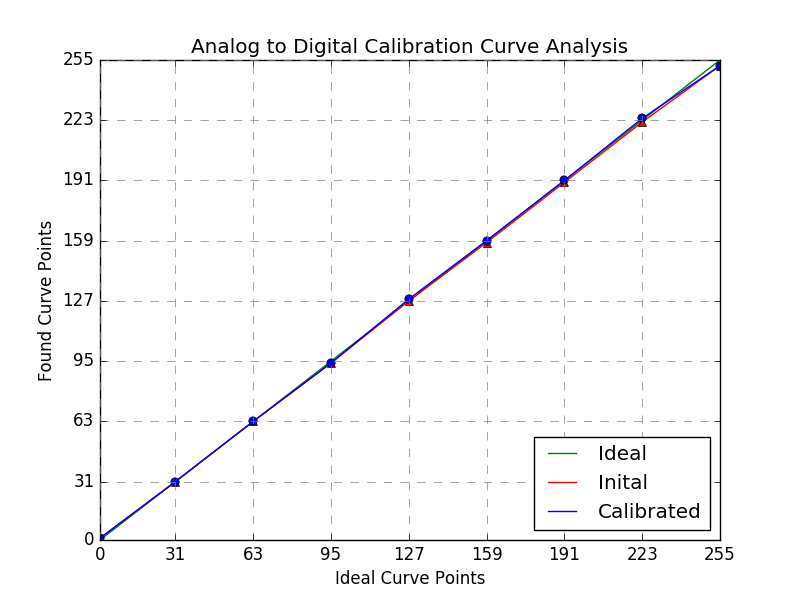 Analog to Digital Calibration Curve Analysis
255
223
191
159
127
95
63
31
0
Found Curve Points
Ideal
Inital
Calibrated
0 31 63 95 127 159 191 223 255
Ideal Curve Points